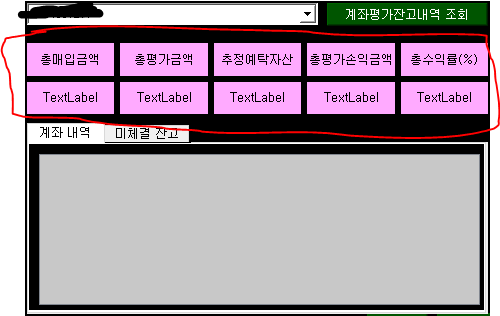 계좌평가잔고내역 조회
총매입금액 총평가금액 추정예탁자산 총평가손익금액 총수익률(%)
TextLabel TextLabel TextLabel TextLabel TextLabel
계좌 내역 미체결 잔고